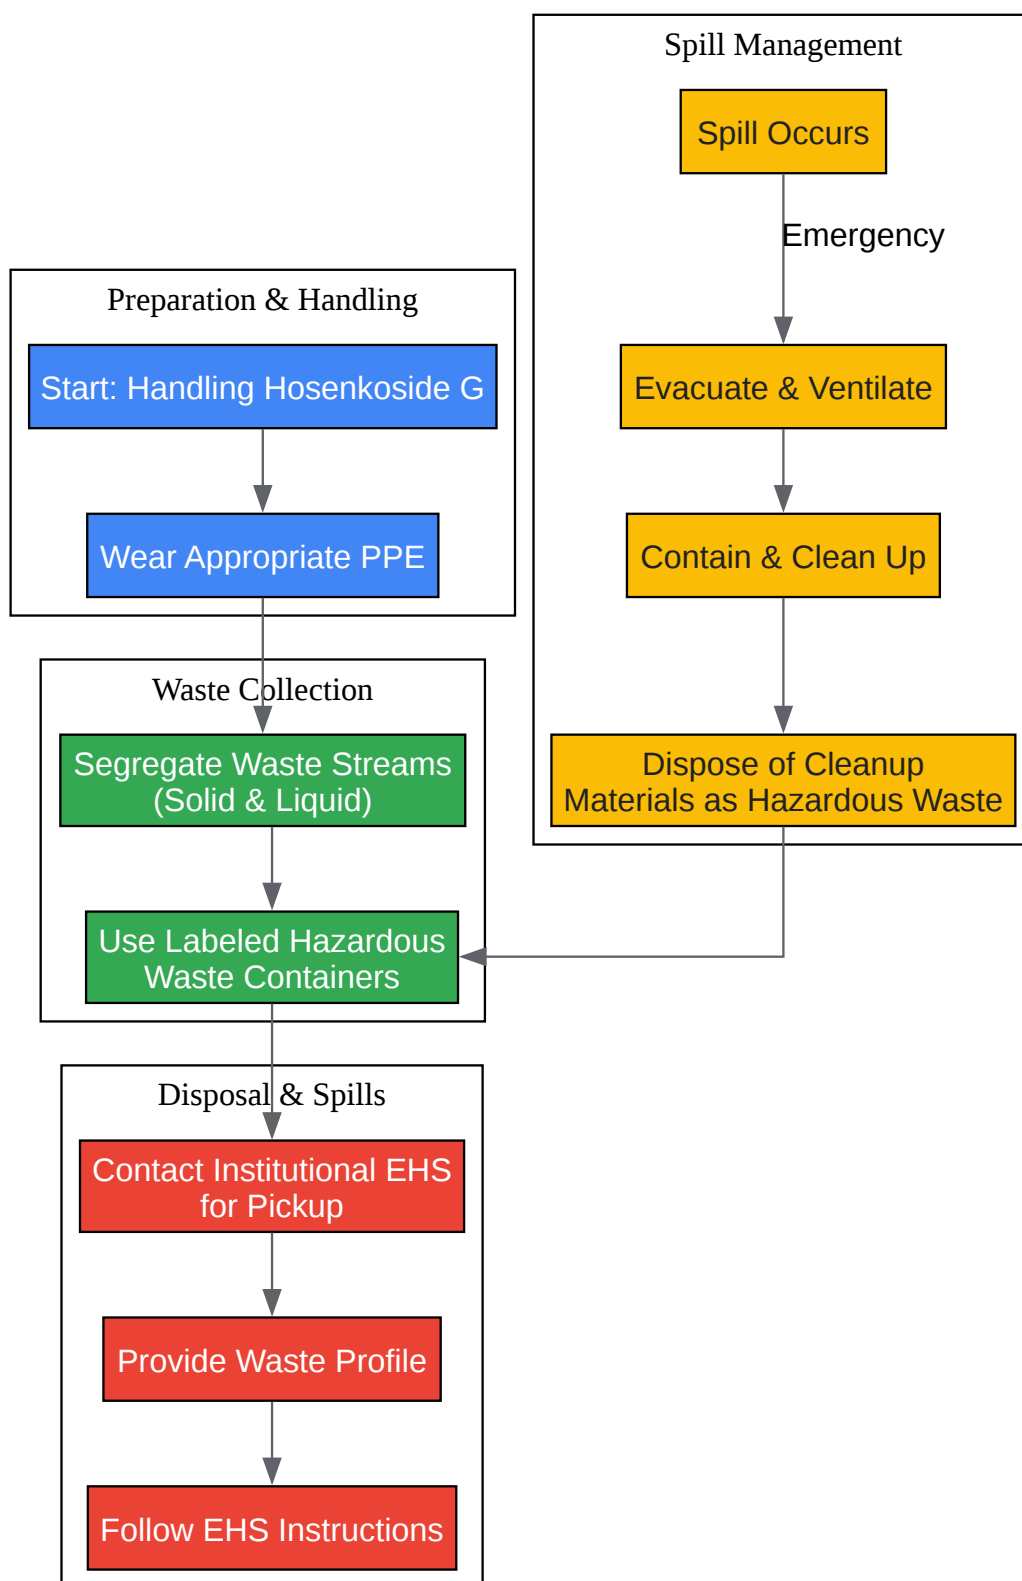 Spill Management
Spill Occurs
Emergency
Evacuate & Ventilate
Contain & Clean Up
Dispose of Cleanup
Materials as Hazardous Waste
Preparation & Handling
Start: Handling Hosenkoside G
Wear Appropriate PPE
Waste Collection
Segregate Waste Streams
(Solid & Liquid)
Use Labeled Hazardous
Waste Containers
Disposal & Spills
Contact Institutional EHS
for Pickup
Provide Waste Profile
Follow EHS Instructions